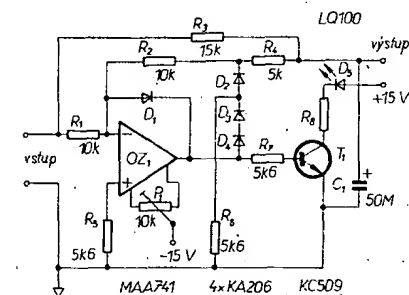 LQ100
R3
15k
výstup
R2
10k
R4
5k
D5
+15 V
D2
D1
R8
R1
10k
−
D3
vstup
OZ1
D4
R7
5k6
T1
+
P1
10k
C1
+
50M
R5
5k6
R6
5k6
−15 V
MAA741
4×KA206
KC509